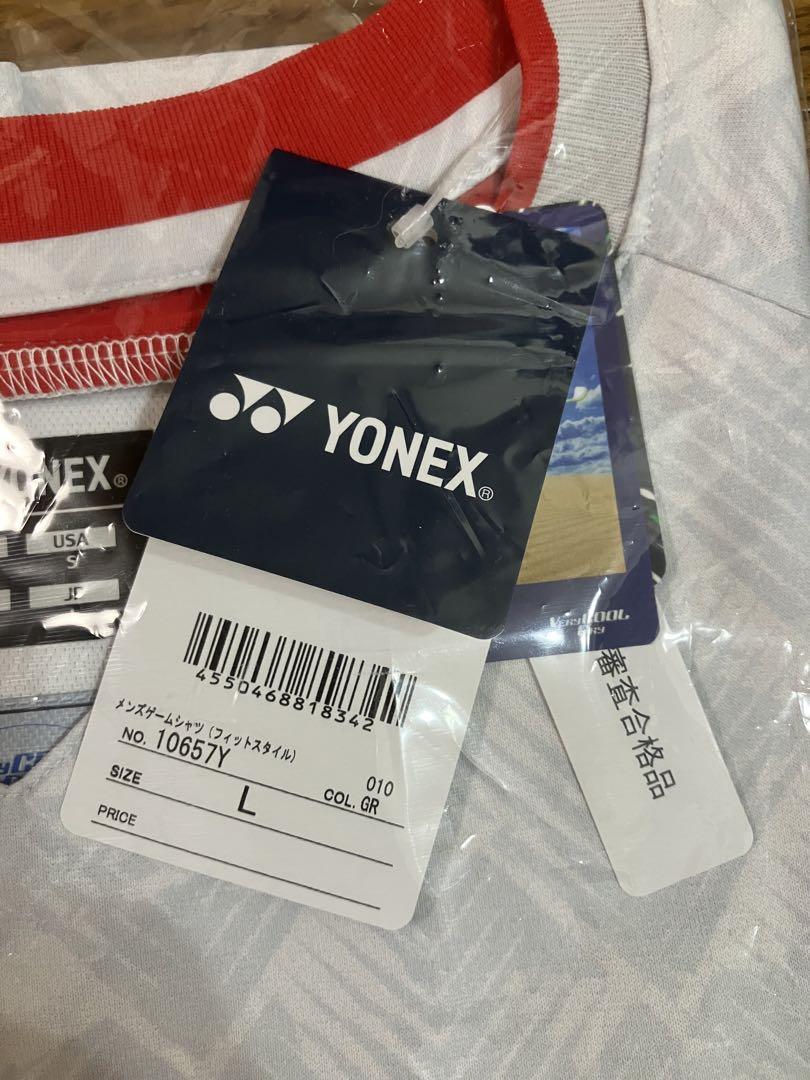 YONEX®
YONEX®
USA
S
VERYCOOL
DRY
審査合格品
4550468818342
メンズゲームシャツ(フィットスタイル)
NO. 10657Y
010
SIZE L COL. GR
PRICE